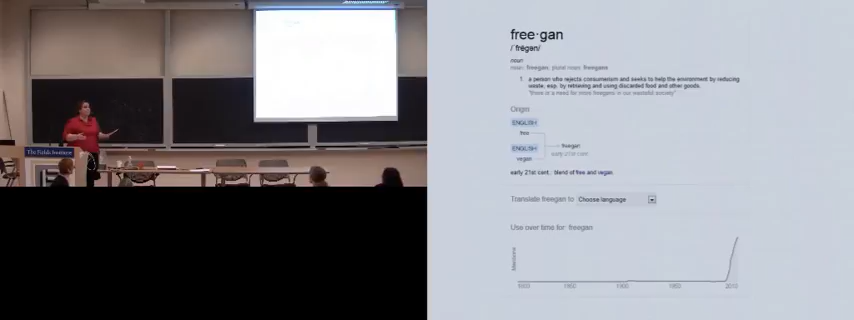 The Fields Institute
free·gan
/ˈfrēgən/
noun
noun: freegan; plural noun: freegans
1. a person who rejects consumerism and seeks to help the environment by reducing
waste, esp. by retrieving and using discarded food and other goods.
"there is a need for more freegans in our wasteful society"
Origin
ENGLISH
free
ENGLISH
vegan
freegan
early 21st cent.
early 21st cent.: blend of free and vegan.
Translate freegan to Choose language
Use over time for: freegan
Mentions
1800 1850 1900 1950 2010